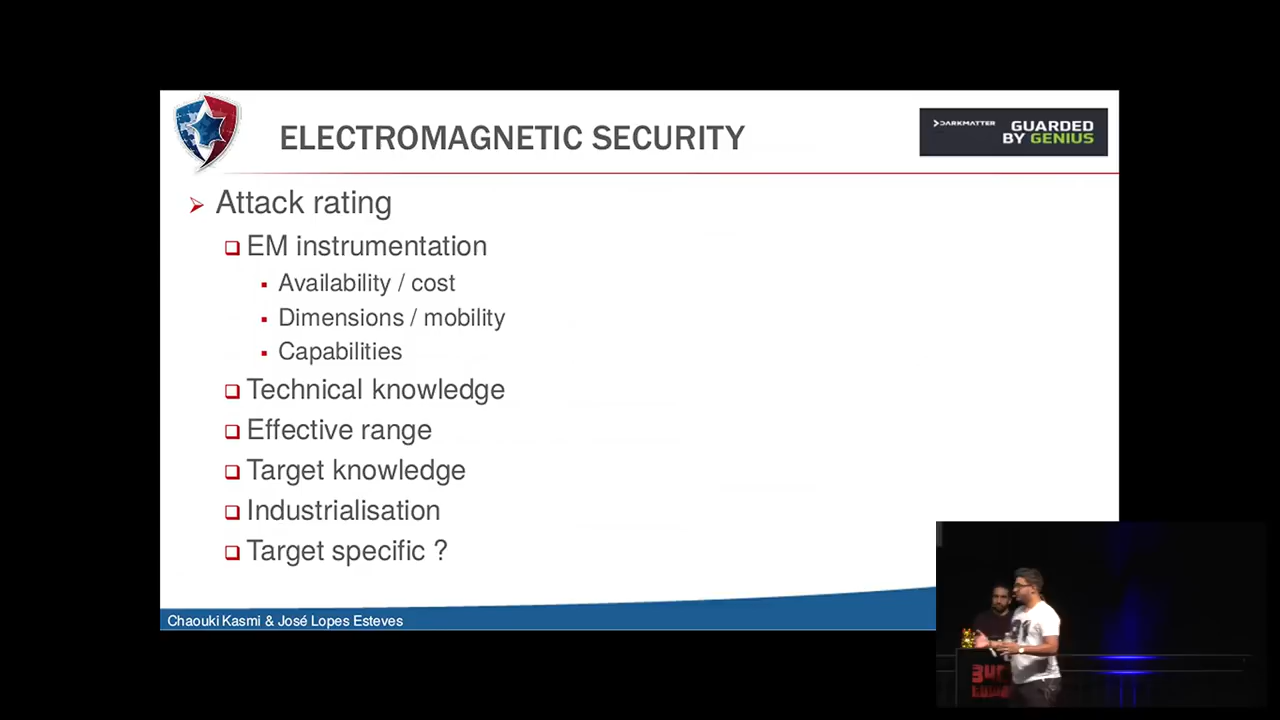 ELECTROMAGNETIC SECURITY
DARKMATTER
GUARDED
BY GENIUS
Attack rating
EM instrumentation
Availability / cost
Dimensions / mobility
Capabilities
Technical knowledge
Effective range
Target knowledge
Industrialisation
Target specific ?
Chaouki Kasmi & José Lopes Esteves